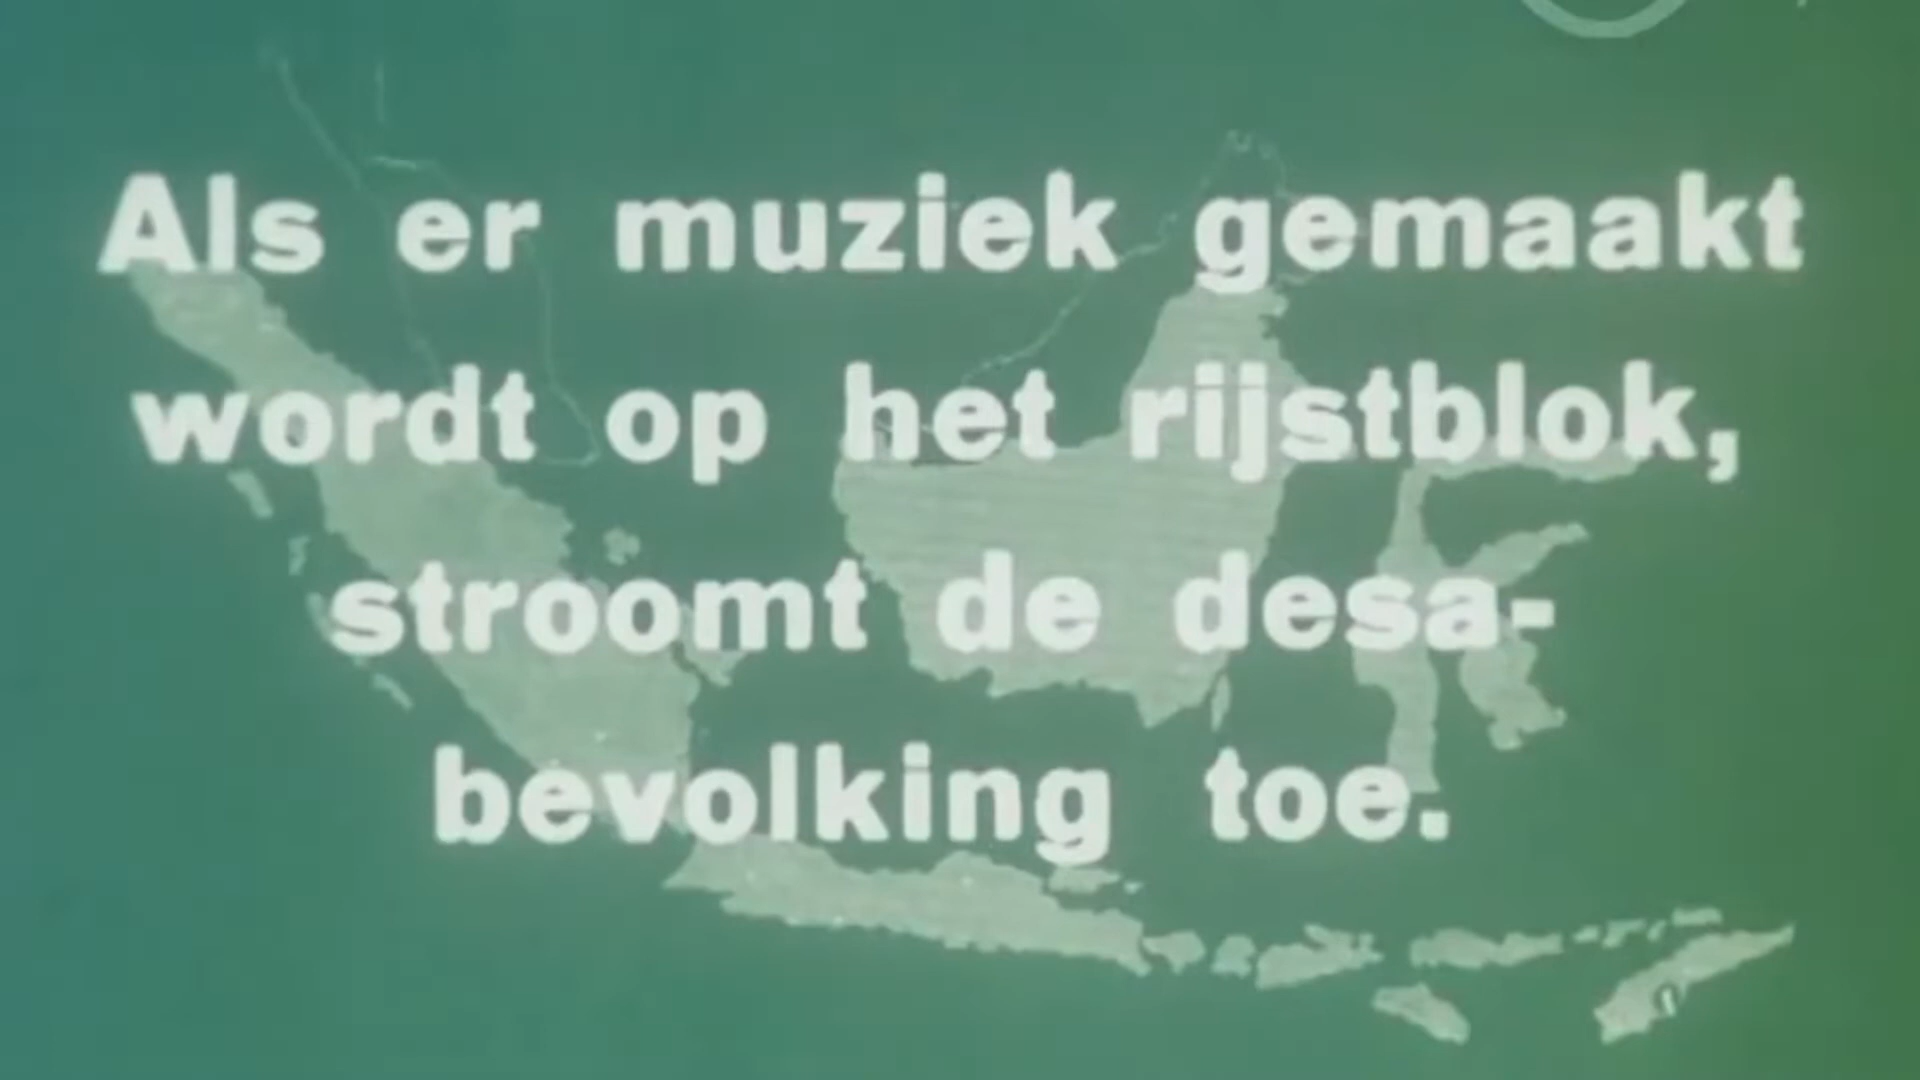 Als er muziek gemaakt
wordt op het rijstblok,
stroomt de desa-
bevolking toe.